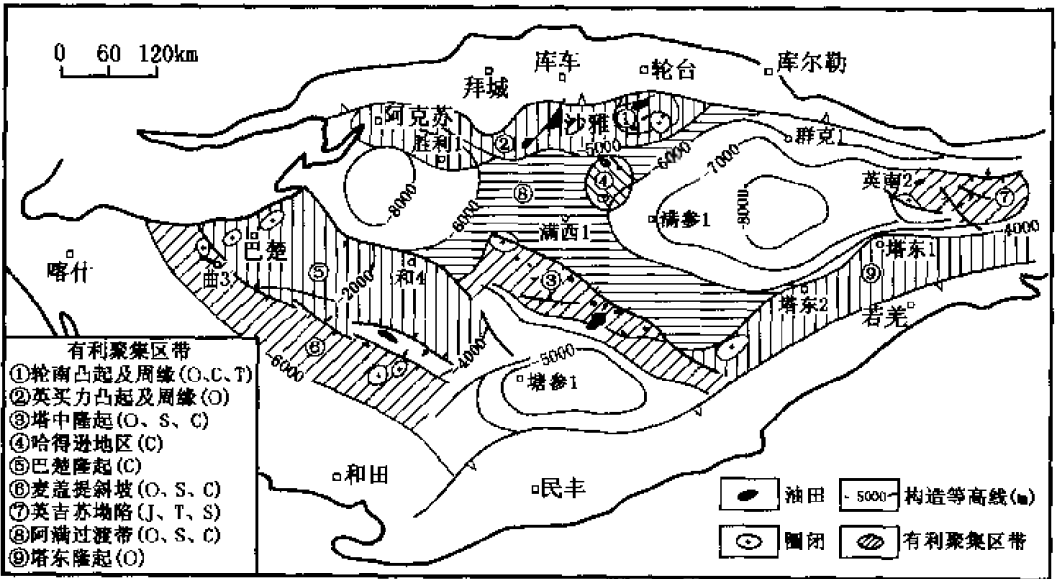 0 60 120km
库车
轮台
库尔勒
拜城
阿克苏
胜利1
沙雅
①
②
-5000
-6000
-7000
群克1
英南2
④
⑧
⑦
-8000
-6000
满西1
满参1
-8000
-4000
塔东1
喀什
巴楚
曲3
⑤
和4
-2000
③
⑨
塔东2
若羌
⑥
-6000
-4000
-5000
塘参1
和田
民丰
有利聚集区带
①轮南凸起及周缘(O、C、T)
②英买力凸起及周缘(O)
③塔中隆起(O、S、C)
④哈得逊地区(C)
⑤巴楚隆起(C)
⑥麦盖提斜坡(O、S、C)
⑦英吉苏坳陷(J、T、S)
⑧阿满过渡带(O、S、C)
⑨塔东隆起(O)
油田
-5000 构造等高线(m)
圈闭
有利聚集区带